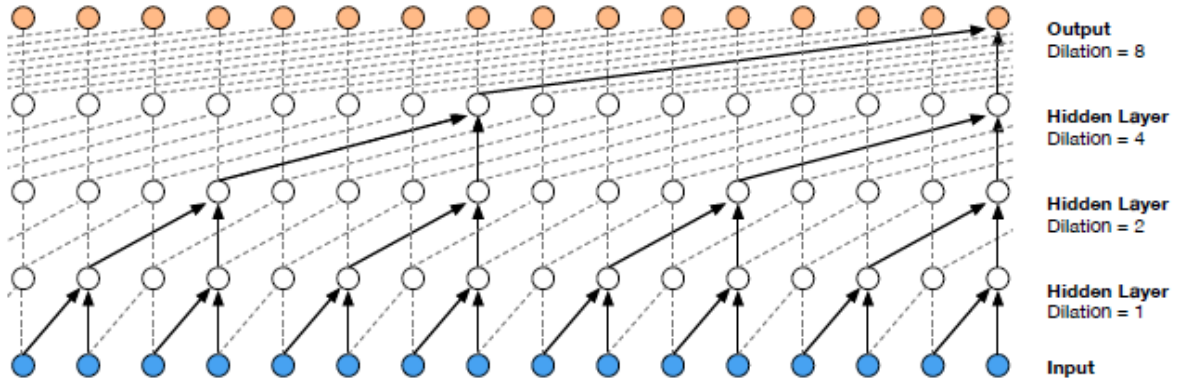 Output
Dilation = 8
Hidden Layer
Dilation = 4
Hidden Layer
Dilation = 2
Hidden Layer
Dilation = 1
Input